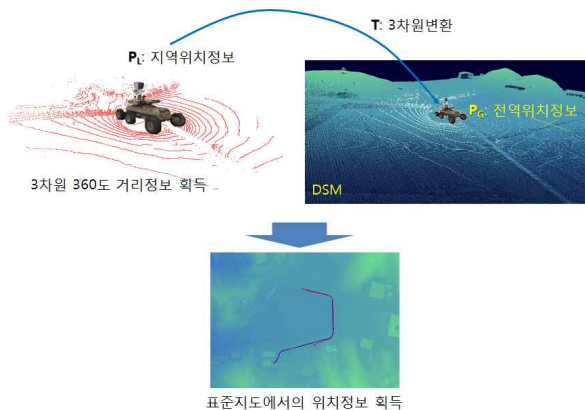 T: 3차원변환
PL: 지역위치정보
PG: 전역위치정보
3차원 360도 거리정보 획득
DSM
표준지도에서의 위치정보 획득